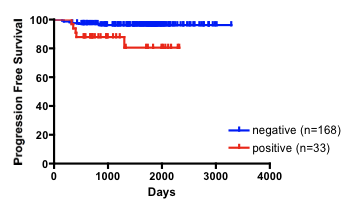 Progression Free Survival
100
80
60
40
20
0
0 1000 2000 3000 4000
Days
negative (n=168)
positive (n=33)